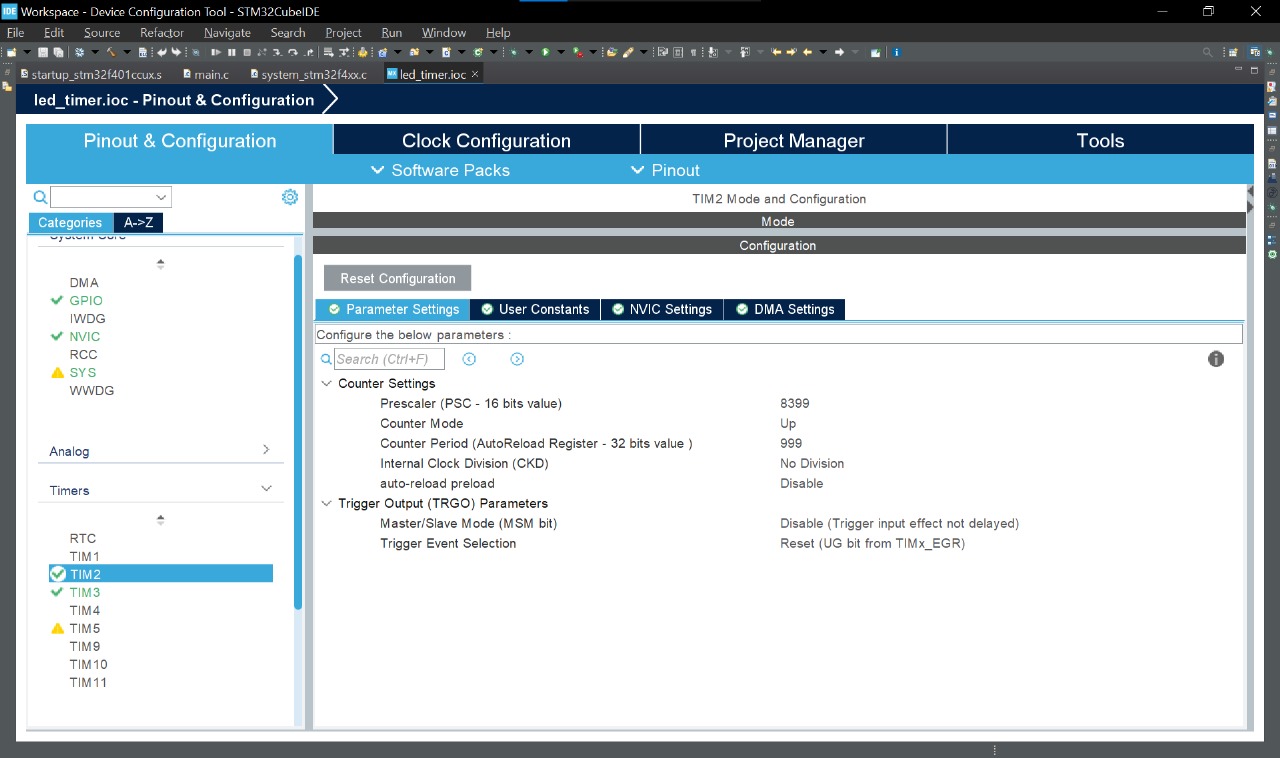 IDE Workspace - Device Configuration Tool - STM32CubeIDE
File Edit Source Refactor Navigate Search Project Run Window Help
startup_stm32f401ccux.s main.c system_stm32f4xx.c MX led_timer.ioc ×
led_timer.ioc - Pinout & Configuration
Pinout & Configuration Clock Configuration Project Manager Tools
Software Packs Pinout
TIM2 Mode and Configuration
Categories A->Z
Mode
System Core
Configuration
Reset Configuration
DMA
GPIO
IWDG
NVIC
RCC
SYS
WWDG
Analog
Timers
RTC
TIM1
TIM2
TIM3
TIM4
TIM5
TIM9
TIM10
TIM11
Parameter Settings User Constants NVIC Settings DMA Settings
Configure the below parameters :
Search (Ctrl+F)
Counter Settings
Prescaler (PSC - 16 bits value) 8399
Counter Mode Up
Counter Period (AutoReload Register - 32 bits value ) 999
Internal Clock Division (CKD) No Division
auto-reload preload Disable
Trigger Output (TRGO) Parameters
Master/Slave Mode (MSM bit) Disable (Trigger input effect not delayed)
Trigger Event Selection Reset (UG bit from TIMx_EGR)